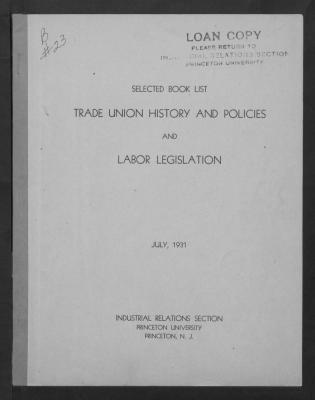 B
#23
LOAN COPY
PLEASE RETURN TO
RELATIONS SECTION
PRINCETON UNIVERSITY
SELECTED BOOK LIST
TRADE UNION HISTORY AND POLICIES
AND
LABOR LEGISLATION
JULY, 1931
INDUSTRIAL RELATIONS SECTION
PRINCETON UNIVERSITY
PRINCETON, N. J.